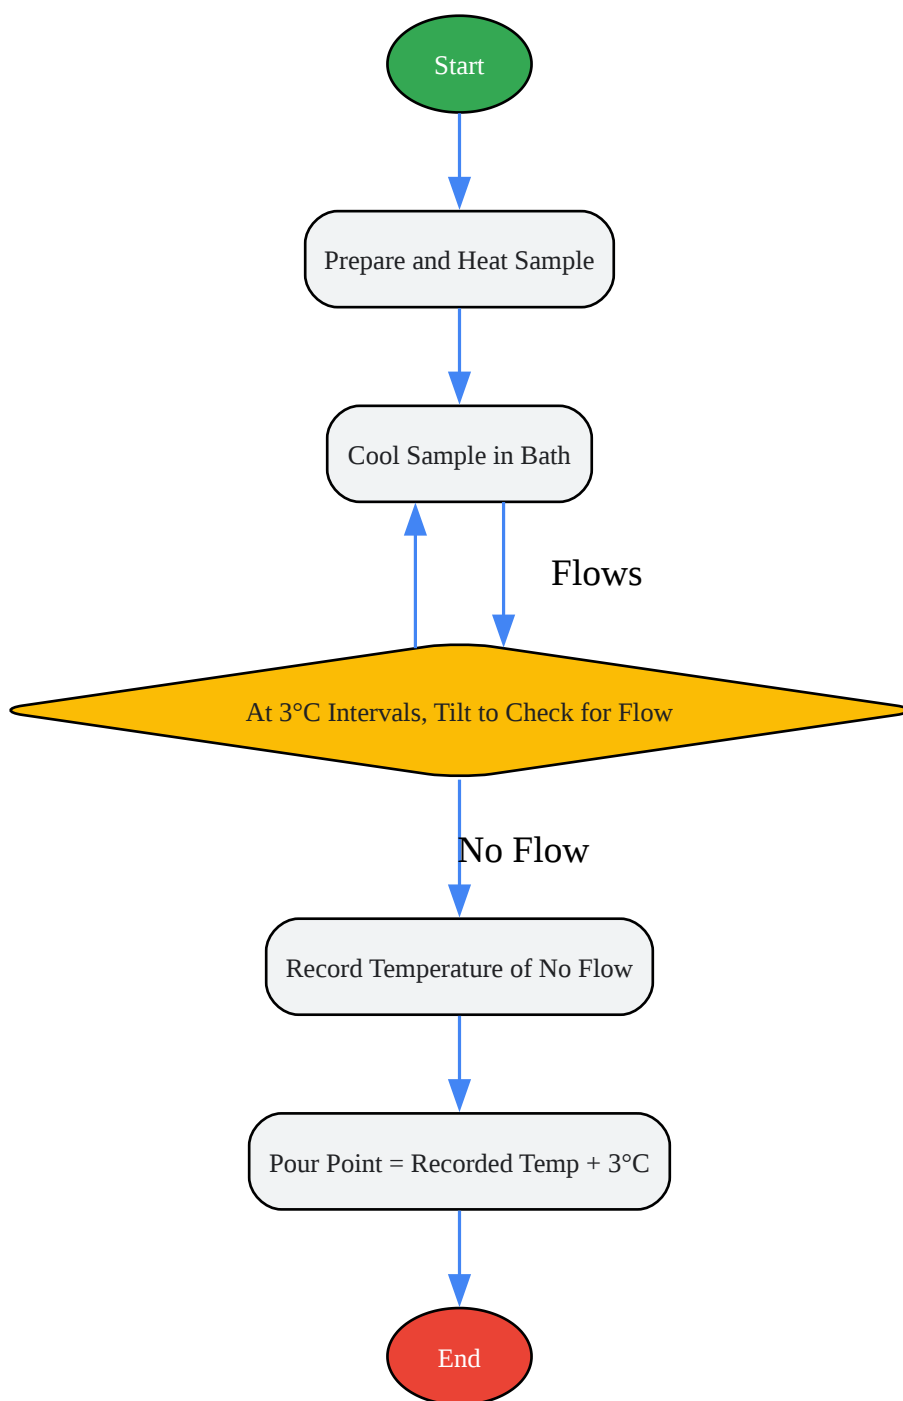 Start
Prepare and Heat Sample
Cool Sample in Bath
Flows
At 3°C Intervals, Tilt to Check for Flow
No Flow
Record Temperature of No Flow
Pour Point = Recorded Temp + 3°C
End